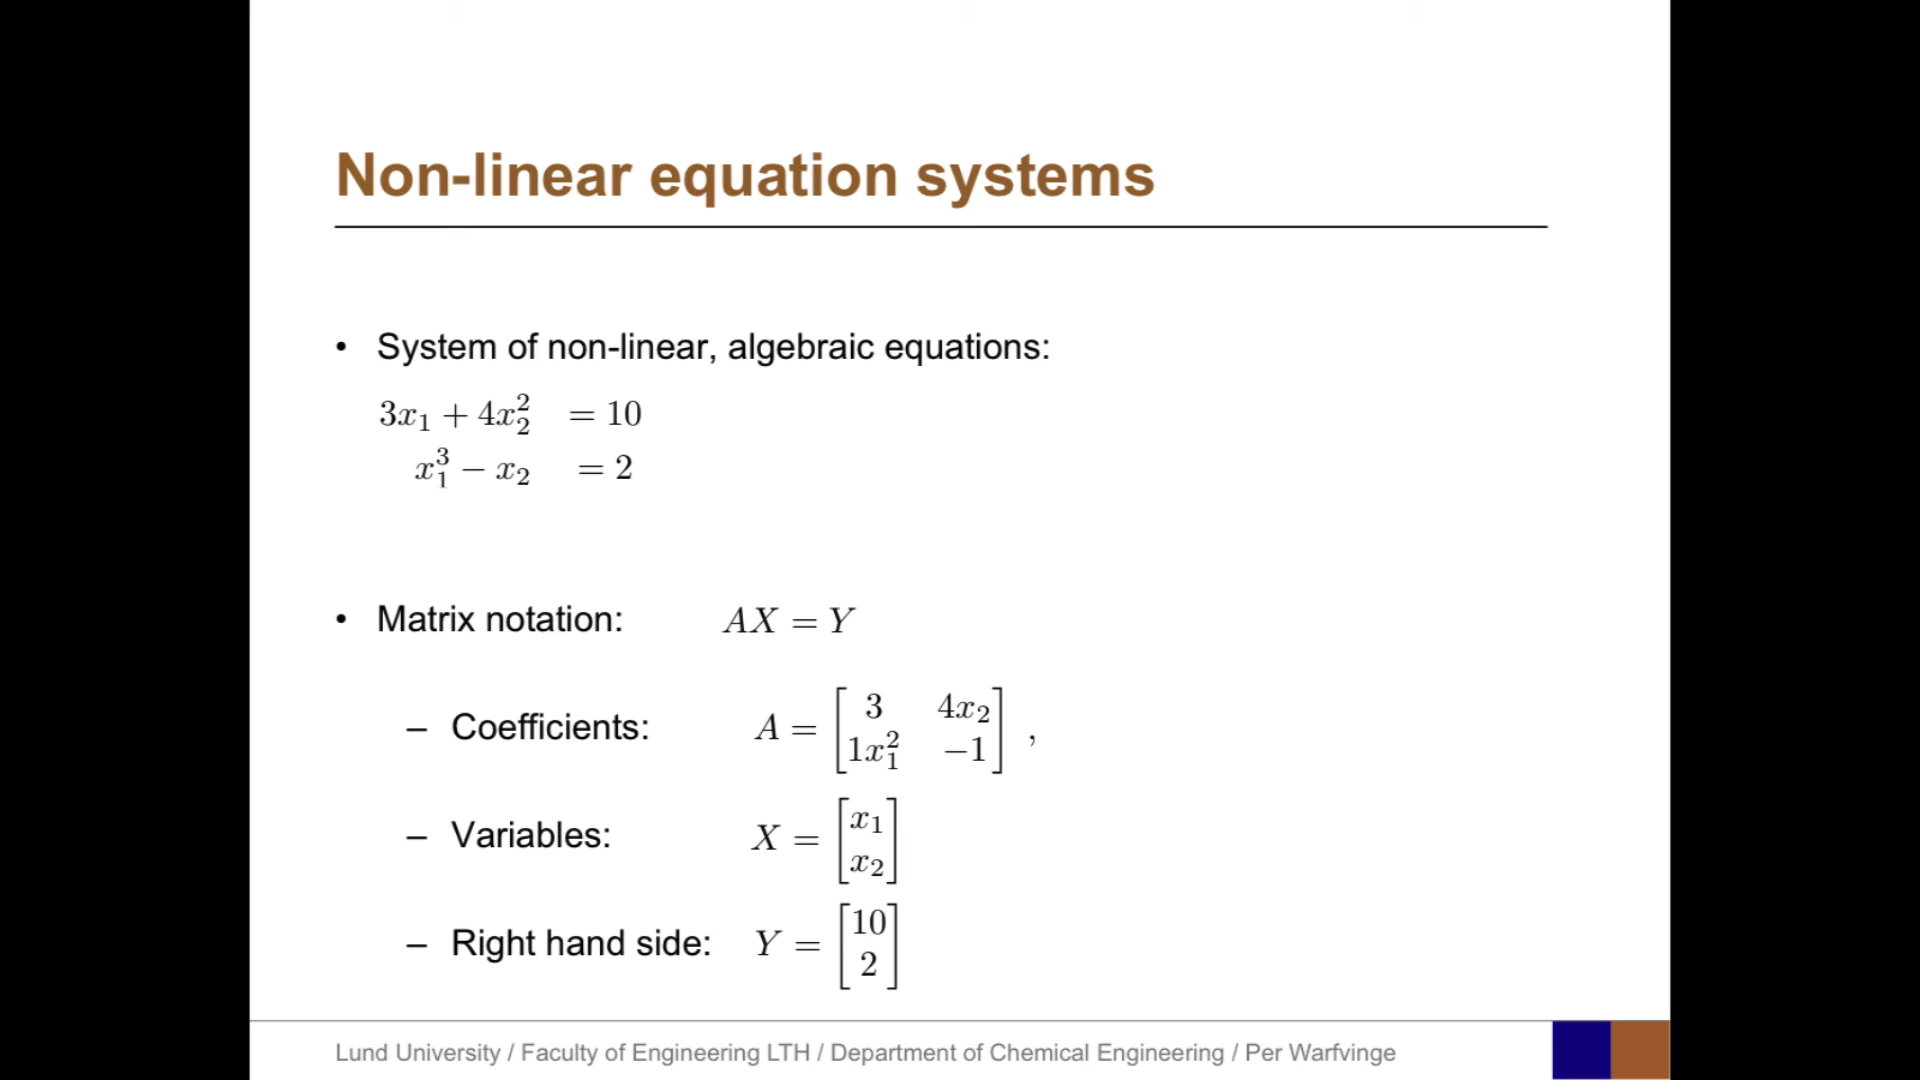 Non-linear equation systems
• System of non-linear, algebraic equations:
3x₁ + 4x₂² = 10
x₁³ − x₂ = 2
• Matrix notation: AX = Y
– Coefficients: A = [3 4x₂; 1x₁² −1] ,
– Variables: X = [x₁; x₂]
– Right hand side: Y = [10; 2]
Lund University / Faculty of Engineering LTH / Department of Chemical Engineering / Per Warfvinge